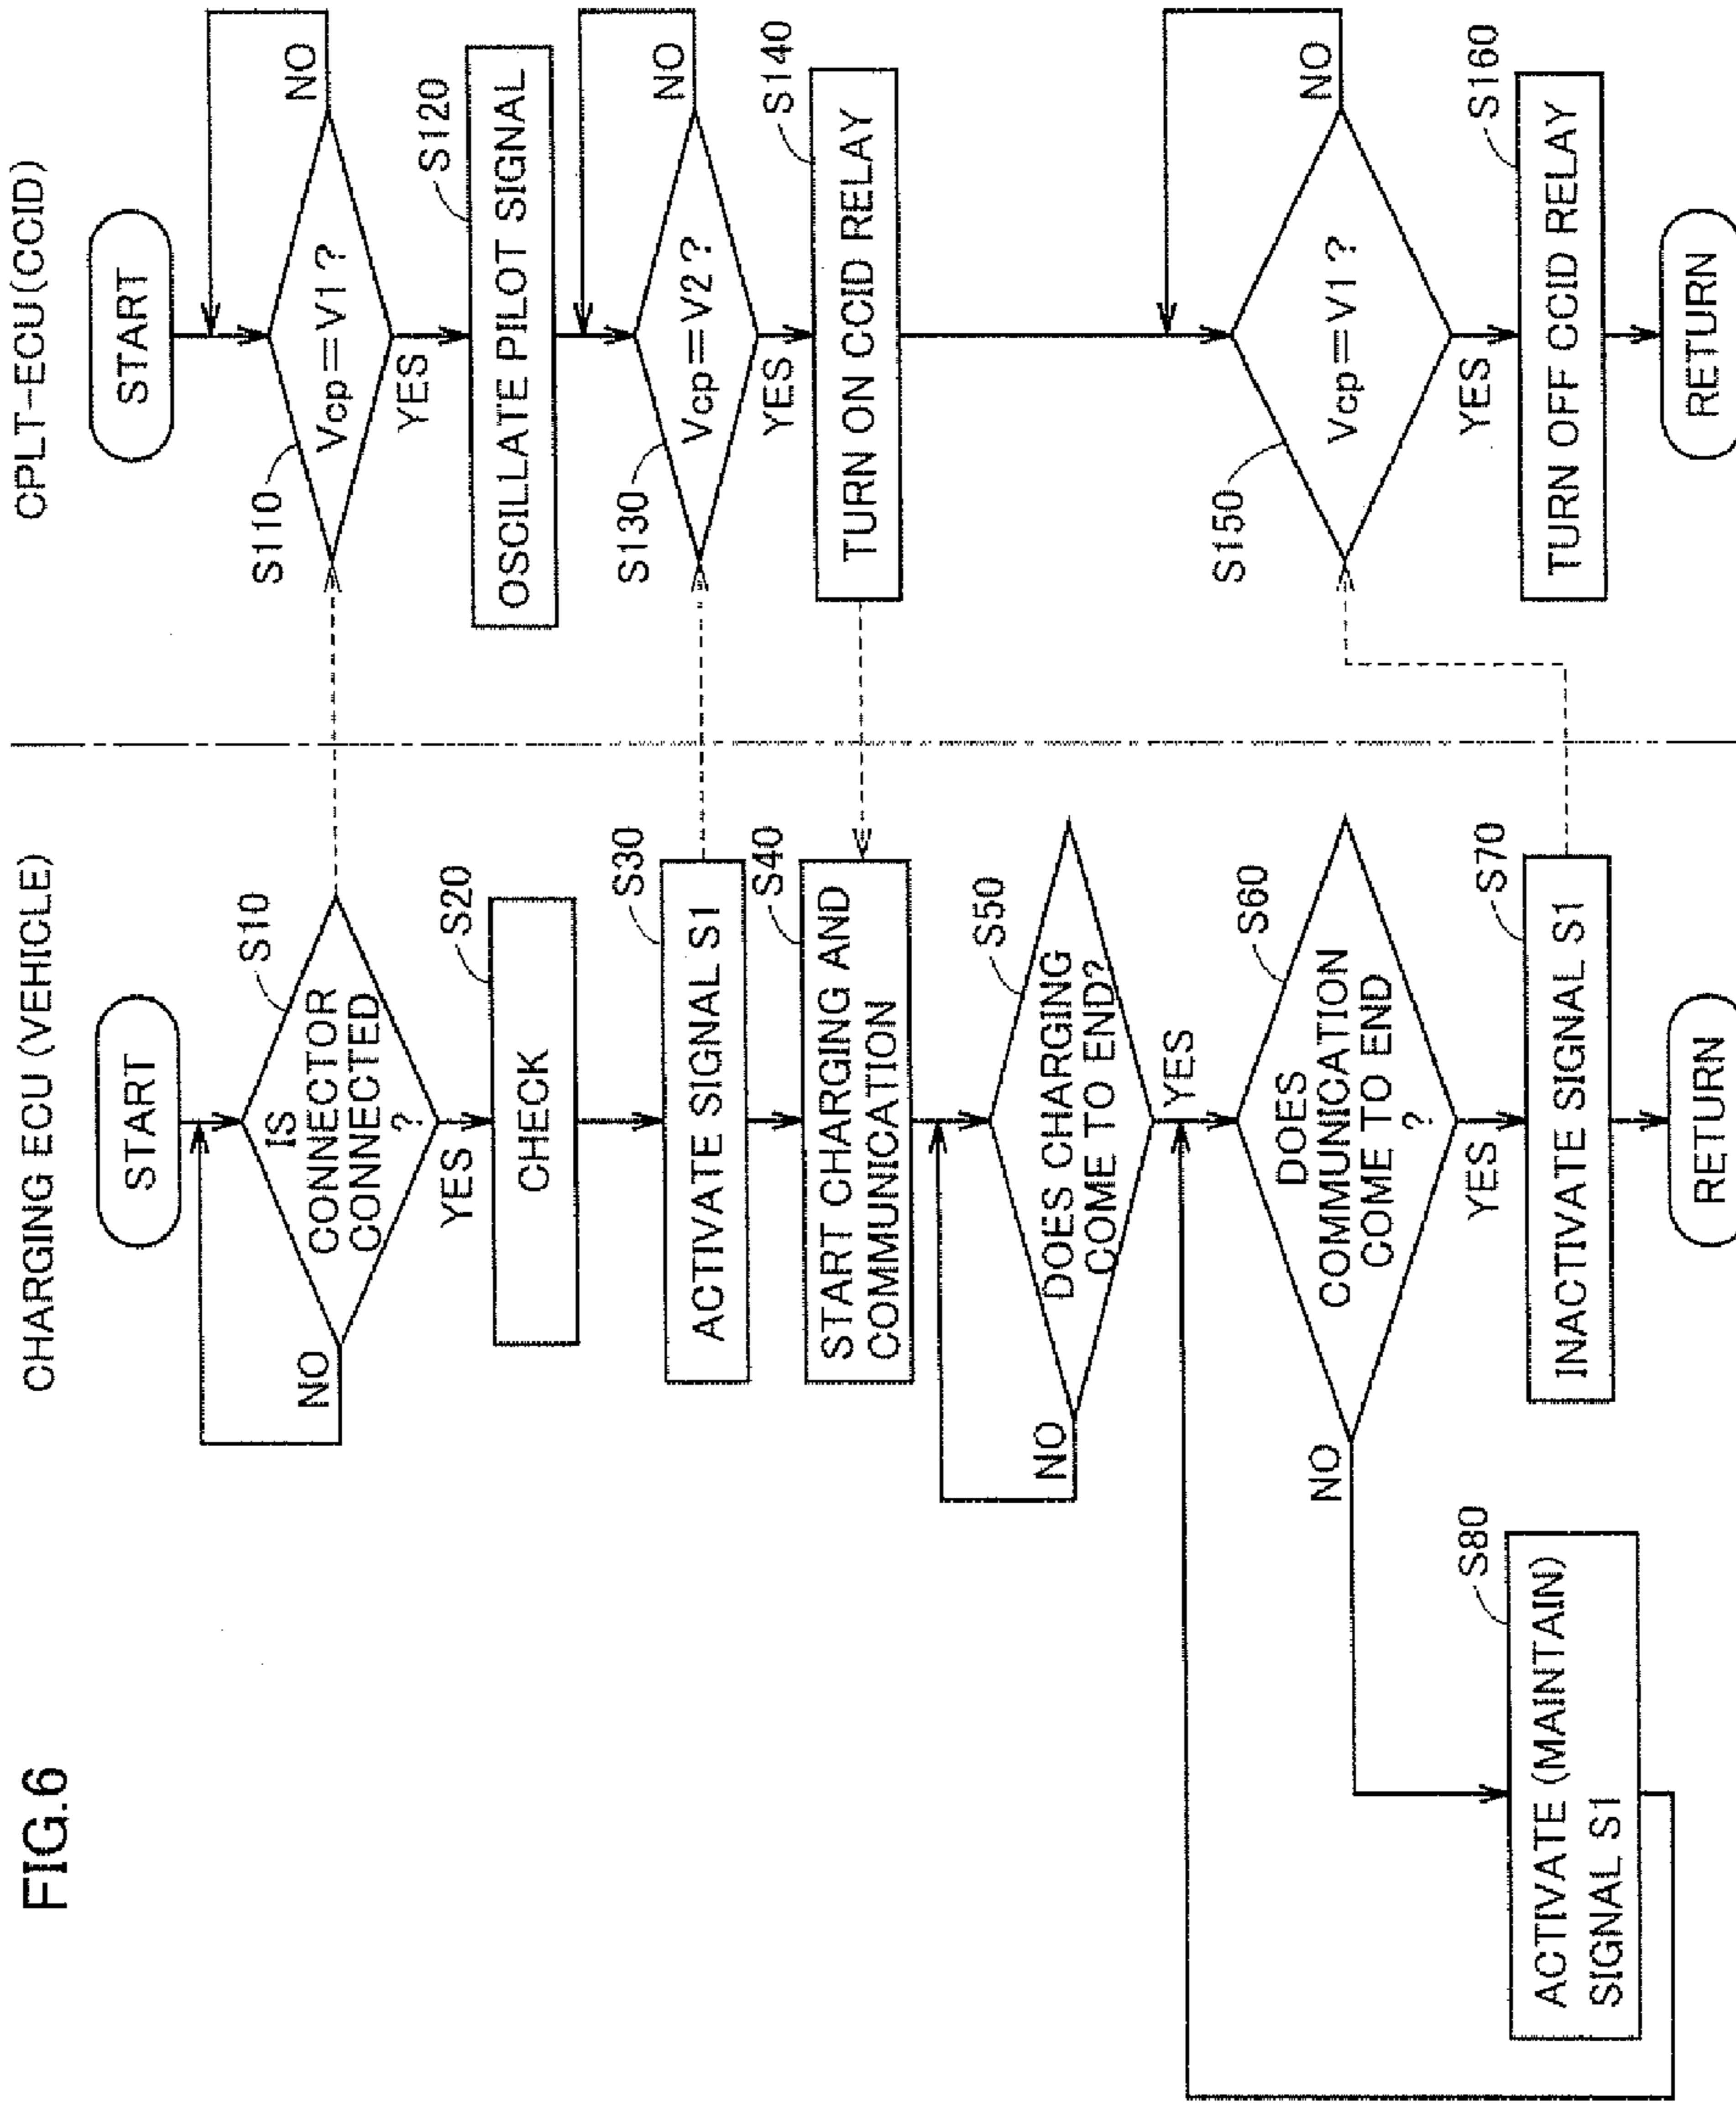 FIG.6
CHARGING ECU (VEHICLE)
START
S10
IS
CONNECTOR
CONNECTED
?
NO
YES
S20
CHECK
S30
ACTIVATE SIGNAL S1
S40
START CHARGING AND
COMMUNICATION
S50
DOES CHARGING
COME TO END?
NO
YES
S60
DOES
COMMUNICATION
COME TO END
?
NO
YES
S80
ACTIVATE (MAINTAIN)
SIGNAL S1
S70
INACTIVATE SIGNAL S1
RETURN
CPLT-ECU(CCID)
START
S110
Vcp=V1 ?
NO
YES
S120
OSCILLATE PILOT SIGNAL
S130
Vcp=V2 ?
NO
YES
S140
TURN ON CCID RELAY
S150
Vcp=V1 ?
NO
YES
S160
TURN OFF CCID RELAY
RETURN